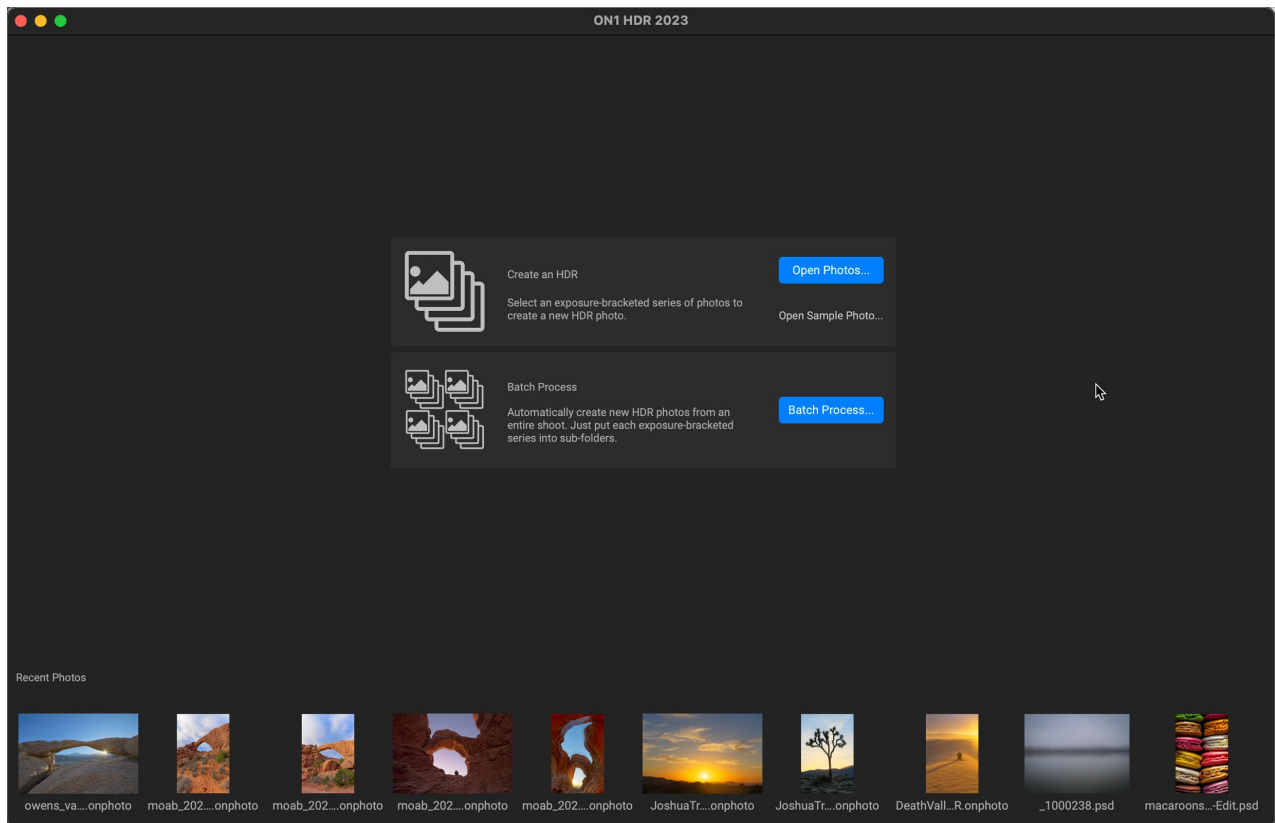 ON1 HDR 2023
Create an HDR
Open Photos...
Select an exposure-bracketed series of photos to
create a new HDR photo.
Open Sample Photo...
Batch Process
Automatically create new HDR photos from an
entire shoot. Just put each exposure-bracketed
series into sub-folders.
Batch Process...
Recent Photos
owens_va....onphoto
moab_202....onphoto
moab_202....onphoto
moab_202....onphoto
moab_202....onphoto
JoshuaTr....onphoto
JoshuaTr....onphoto
DeathVall...R.onphoto
_1000238.psd
macaroons...-Edit.psd